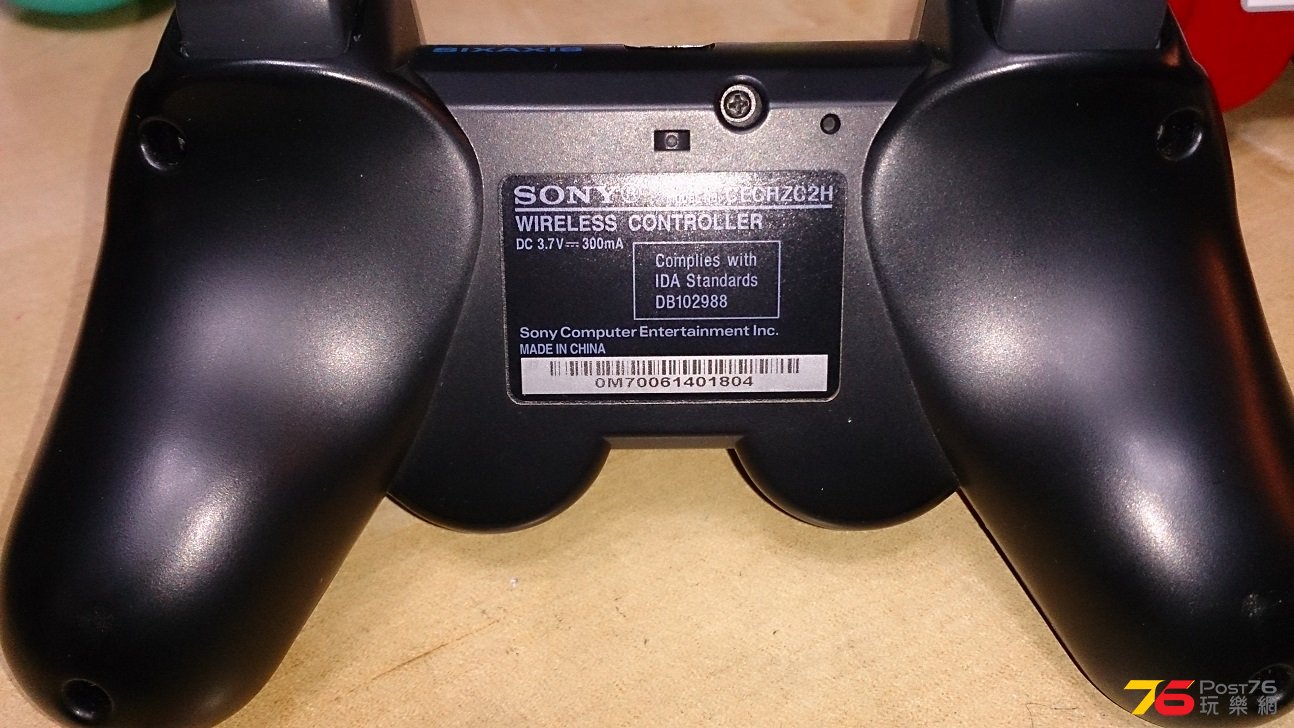 SIXAXIS
SONY CECHZC2H
WIRELESS CONTROLLER
DC 3.7V⎓300mA
Complies with
IDA Standards
DB102988
Sony Computer Entertainment Inc.
MADE IN CHINA
0M70061401804
76 Post76
玩樂網